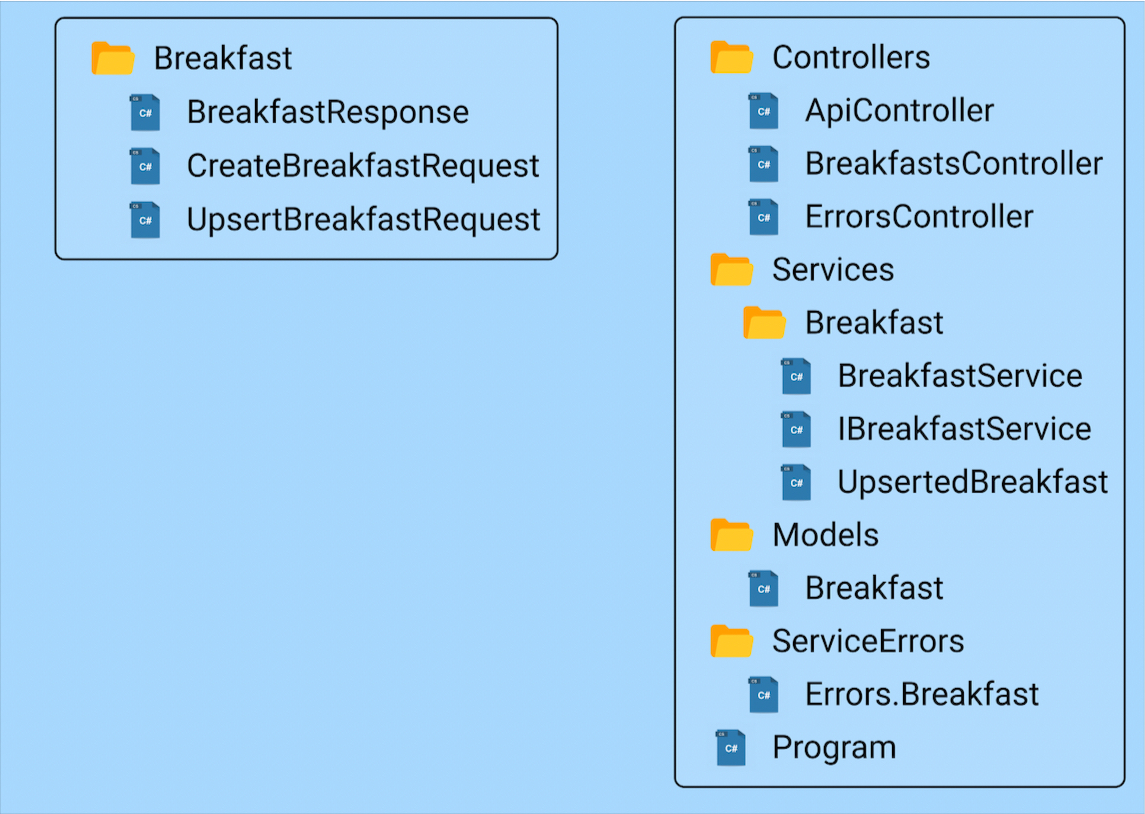 Breakfast
BreakfastResponse
CreateBreakfastRequest
UpsertBreakfastRequest
Controllers
ApiController
BreakfastsController
ErrorsController
Services
Breakfast
BreakfastService
IBreakfastService
UpsertedBreakfast
Models
Breakfast
ServiceErrors
Errors.Breakfast
Program